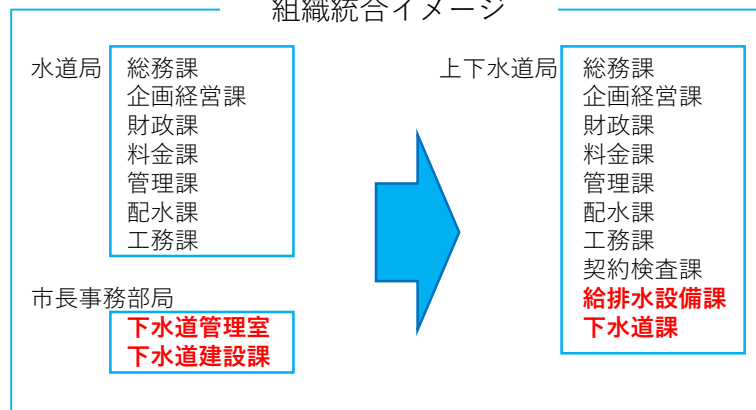 組織統合イメージ
水道局
総務課
企画経営課
財政課
料金課
管理課
配水課
工務課
市長事務部局
下水道管理室
下水道建設課
上下水道局
総務課
企画経営課
財政課
料金課
管理課
配水課
工務課
契約検査課
給排水設備課
下水道課